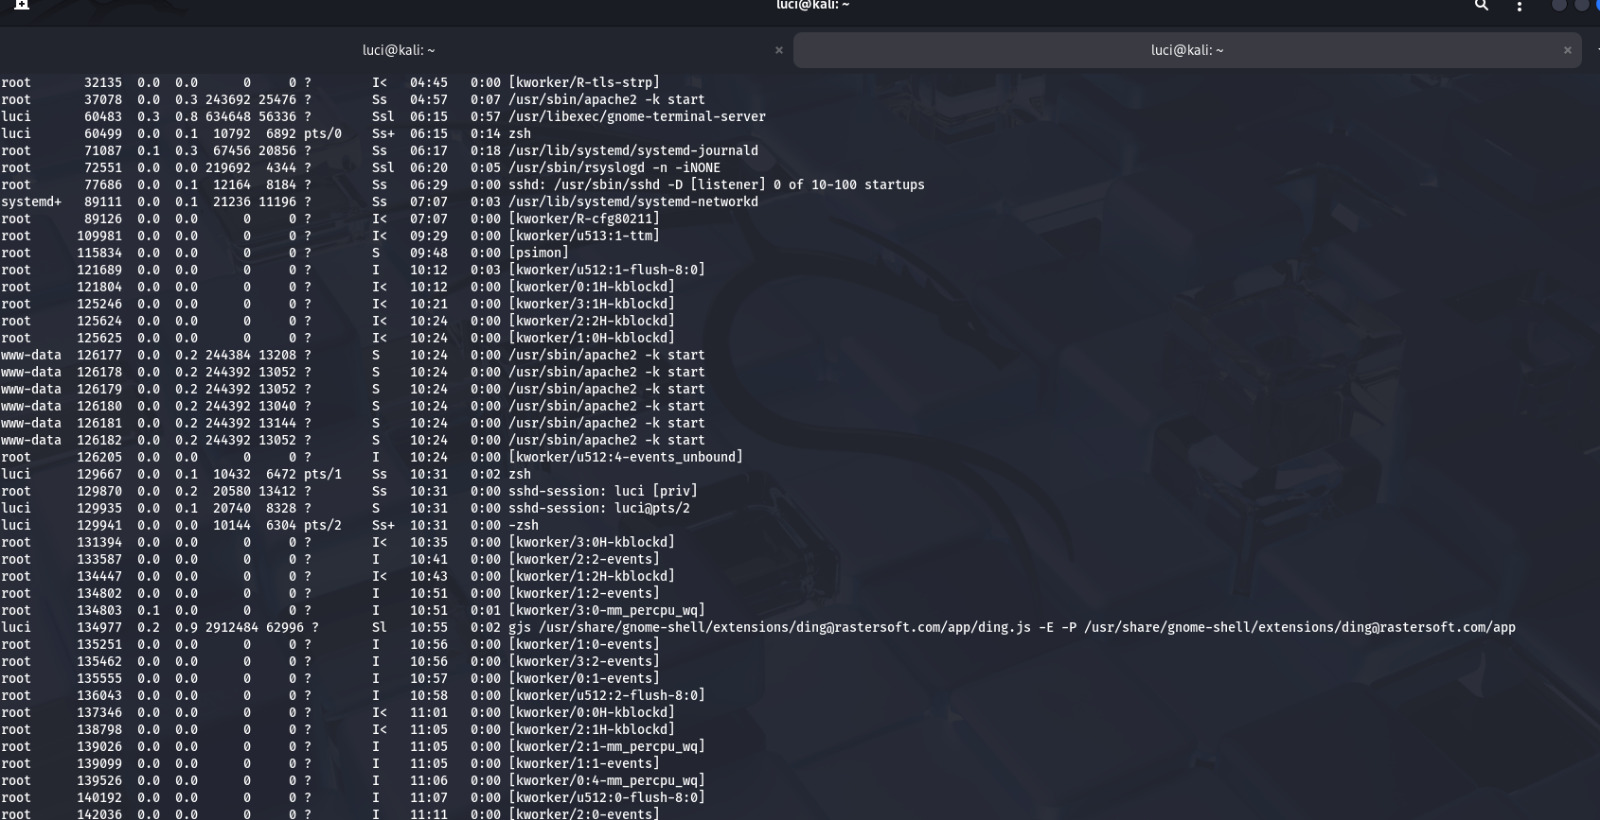 luci@kali: ~
luci@kali: ~ × luci@kali: ~ ×
root 32135 0.0 0.0 0 0 ? I< 04:45 0:00 [kworker/R-tls-strp]
root 37078 0.0 0.3 243692 25476 ? Ss 04:57 0:07 /usr/sbin/apache2 -k start
luci 60483 0.3 0.8 634648 56336 ? Ssl 06:15 0:57 /usr/libexec/gnome-terminal-server
luci 60499 0.0 0.1 10792 6892 pts/0 Ss+ 06:15 0:14 zsh
root 71087 0.1 0.3 67456 20856 ? Ss 06:17 0:18 /usr/lib/systemd/systemd-journald
root 72551 0.0 0.0 219692 4344 ? Ssl 06:20 0:05 /usr/sbin/rsyslogd -n -iNONE
root 77686 0.0 0.1 12164 8184 ? Ss 06:29 0:00 sshd: /usr/sbin/sshd -D [listener] 0 of 10-100 startups
systemd+ 89111 0.0 0.1 21236 11196 ? Ss 07:07 0:03 /usr/lib/systemd/systemd-networkd
root 89126 0.0 0.0 0 0 ? I< 07:07 0:00 [kworker/R-cfg80211]
root 109981 0.0 0.0 0 0 ? I< 09:29 0:00 [kworker/u513:1-ttm]
root 115834 0.0 0.0 0 0 ? S 09:48 0:00 [psimon]
root 121689 0.0 0.0 0 0 ? I 10:12 0:03 [kworker/u512:1-flush-8:0]
root 121804 0.0 0.0 0 0 ? I< 10:12 0:00 [kworker/0:1H-kblockd]
root 125246 0.0 0.0 0 0 ? I< 10:21 0:00 [kworker/3:1H-kblockd]
root 125624 0.0 0.0 0 0 ? I< 10:24 0:00 [kworker/2:2H-kblockd]
root 125625 0.0 0.0 0 0 ? I< 10:24 0:00 [kworker/1:0H-kblockd]
www-data 126177 0.0 0.2 244384 13208 ? S 10:24 0:00 /usr/sbin/apache2 -k start
www-data 126178 0.0 0.2 244392 13052 ? S 10:24 0:00 /usr/sbin/apache2 -k start
www-data 126179 0.0 0.2 244392 13052 ? S 10:24 0:00 /usr/sbin/apache2 -k start
www-data 126180 0.0 0.2 244392 13040 ? S 10:24 0:00 /usr/sbin/apache2 -k start
www-data 126181 0.0 0.2 244392 13144 ? S 10:24 0:00 /usr/sbin/apache2 -k start
www-data 126182 0.0 0.2 244392 13052 ? S 10:24 0:00 /usr/sbin/apache2 -k start
root 126205 0.0 0.0 0 0 ? I 10:24 0:00 [kworker/u512:4-events_unbound]
luci 129667 0.0 0.1 10432 6472 pts/1 Ss 10:31 0:02 zsh
root 129870 0.0 0.2 20580 13412 ? Ss 10:31 0:00 sshd-session: luci [priv]
luci 129935 0.0 0.1 20740 8328 ? S 10:31 0:00 sshd-session: luci@pts/2
luci 129941 0.0 0.0 10144 6304 pts/2 Ss+ 10:31 0:00 -zsh
root 131394 0.0 0.0 0 0 ? I< 10:35 0:00 [kworker/3:0H-kblockd]
root 133587 0.0 0.0 0 0 ? I 10:41 0:00 [kworker/2:2-events]
root 134447 0.0 0.0 0 0 ? I< 10:43 0:00 [kworker/1:2H-kblockd]
root 134802 0.0 0.0 0 0 ? I 10:51 0:00 [kworker/1:2-events]
root 134803 0.1 0.0 0 0 ? I 10:51 0:01 [kworker/3:0-mm_percpu_wq]
luci 134977 0.2 0.9 2912484 62996 ? Sl 10:55 0:02 gjs /usr/share/gnome-shell/extensions/ding@rastersoft.com/app/ding.js -E -P /usr/share/gnome-shell/extensions/ding@rastersoft.com/app
root 135251 0.0 0.0 0 0 ? I 10:56 0:00 [kworker/1:0-events]
root 135462 0.0 0.0 0 0 ? I 10:56 0:00 [kworker/3:2-events]
root 135555 0.0 0.0 0 0 ? I 10:57 0:00 [kworker/0:1-events]
root 136043 0.0 0.0 0 0 ? I 10:58 0:00 [kworker/u512:2-flush-8:0]
root 137346 0.0 0.0 0 0 ? I< 11:01 0:00 [kworker/0:0H-kblockd]
root 138798 0.0 0.0 0 0 ? I< 11:05 0:00 [kworker/2:1H-kblockd]
root 139026 0.0 0.0 0 0 ? I 11:05 0:00 [kworker/2:1-mm_percpu_wq]
root 139099 0.0 0.0 0 0 ? I 11:05 0:00 [kworker/1:1-events]
root 139526 0.0 0.0 0 0 ? I 11:06 0:00 [kworker/0:4-mm_percpu_wq]
root 140192 0.0 0.0 0 0 ? I 11:07 0:00 [kworker/u512:0-flush-8:0]
root 142036 0.0 0.0 0 0 ? I 11:11 0:00 [kworker/2:0-events]